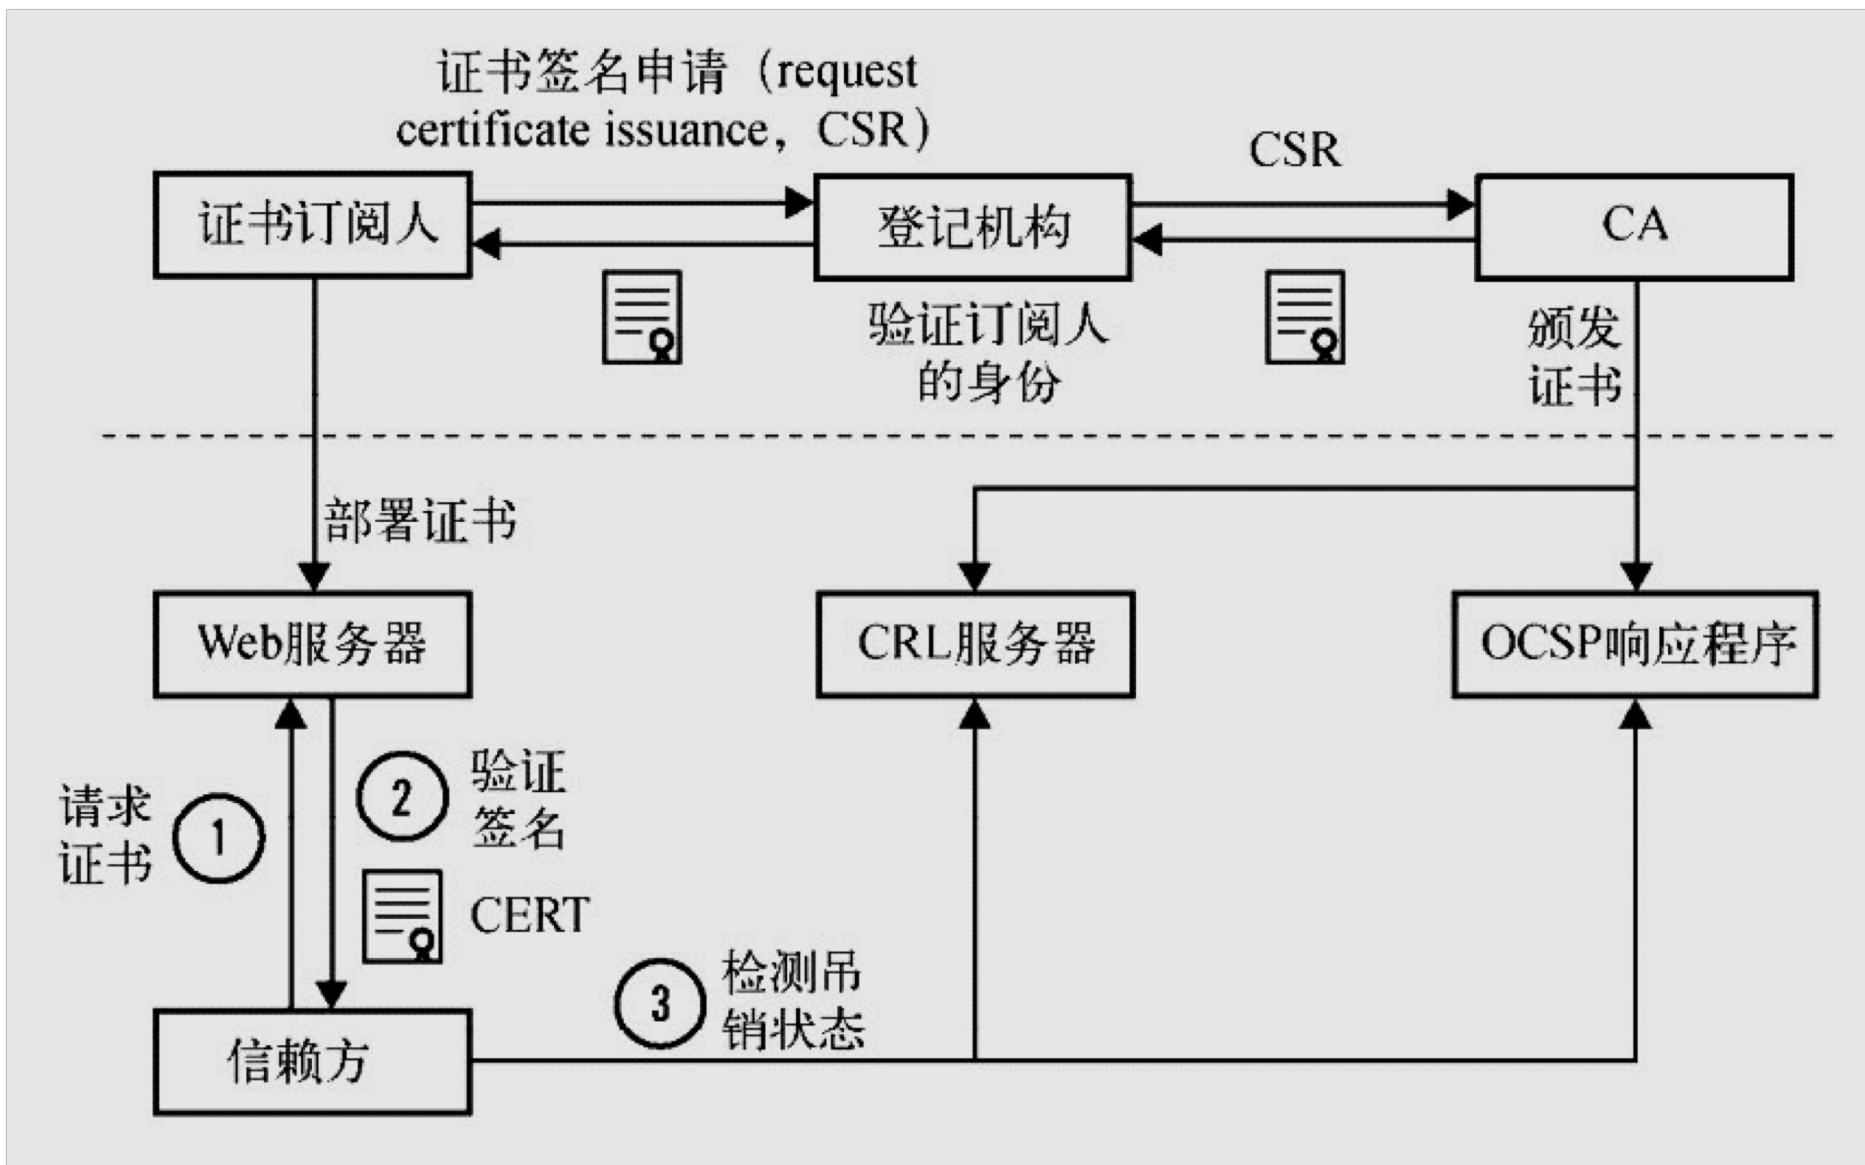 证书签名申请（request
certificate issuance，CSR）
CSR
证书订阅人
登记机构
CA
验证订阅人
的身份
颁发
证书
部署证书
Web服务器
CRL服务器
OCSP响应程序
请求
证书
1
2
验证
签名
CERT
3
检测吊
销状态
信赖方